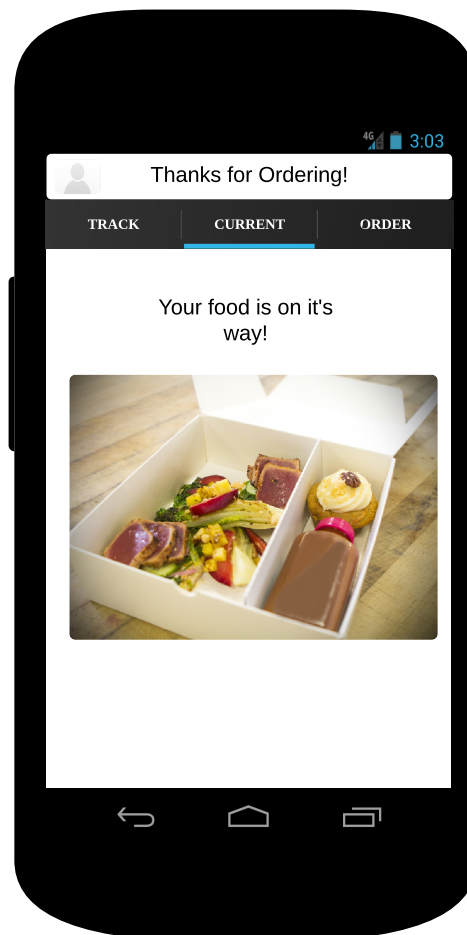 4G 3:03
Thanks for Ordering!
TRACK CURRENT ORDER
Your food is on it's
way!